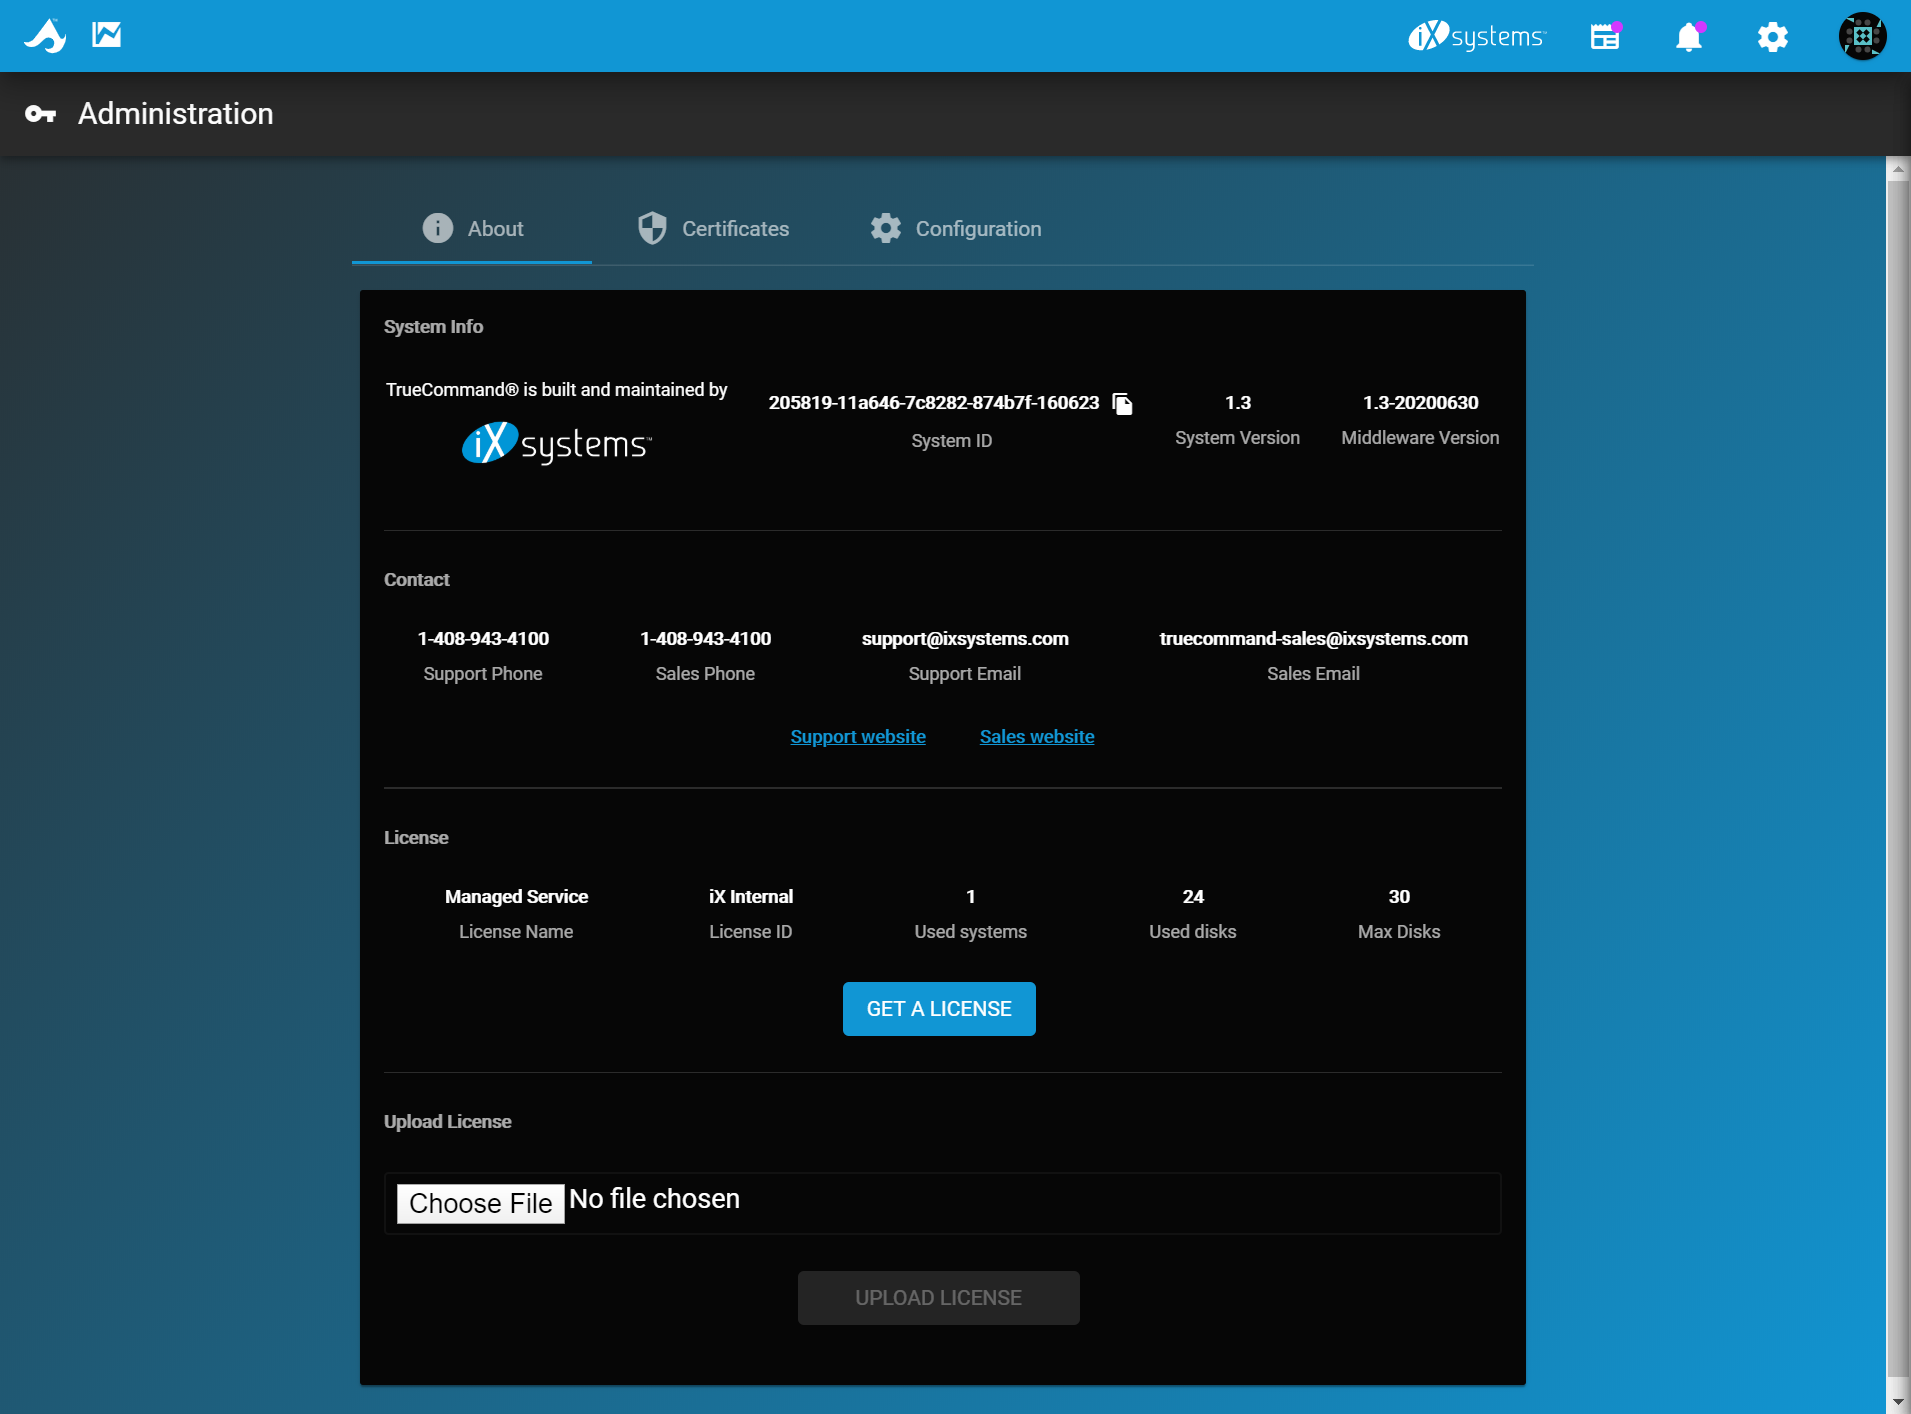 iXsystems
Administration
About
Certificates
Configuration
System Info
TrueCommand® is built and maintained by
iXsystems™
205819-11a646-7c8282-874b7f-160623
System ID
1.3
System Version
1.3-20200630
Middleware Version
Contact
1-408-943-4100
Support Phone
1-408-943-4100
Sales Phone
support@ixsystems.com
Support Email
truecommand-sales@ixsystems.com
Sales Email
Support website
Sales website
License
Managed Service
License Name
iX Internal
License ID
1
Used systems
24
Used disks
30
Max Disks
GET A LICENSE
Upload License
Choose File No file chosen
UPLOAD LICENSE